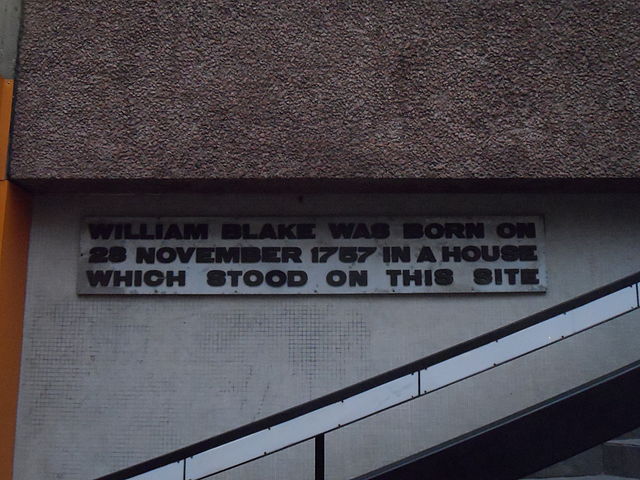 WILLIAM BLAKE WAS BORN ON
28 NOVEMBER 1757 IN A HOUSE
WHICH STOOD ON THIS SITE